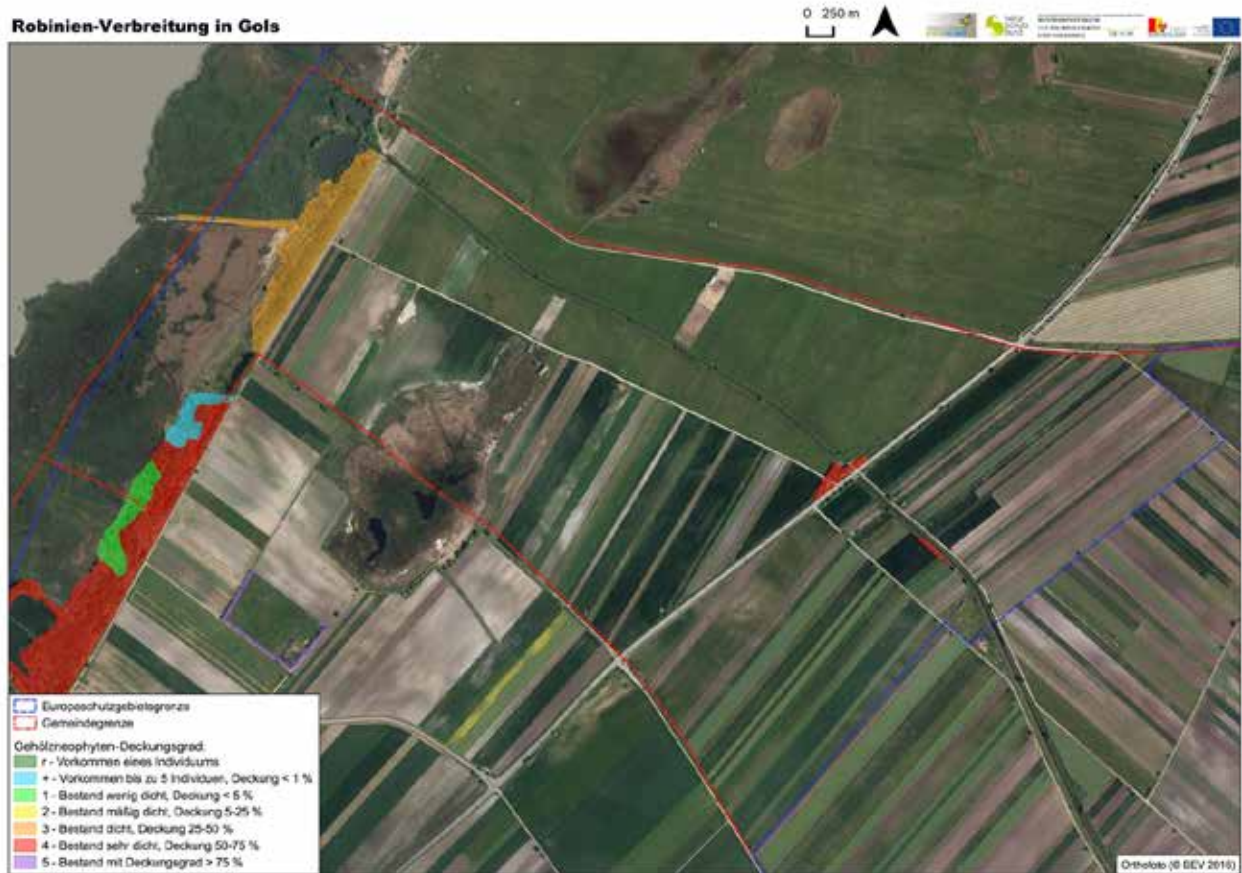 Robinien-Verbreitung in Gols
0 250 m
Europaschutzgebietsgrenze
Gemeindegrenze
Gehölzneophyten-Deckungsgrad:
r - Vorkommen eines Individuums
+ - Vorkommen bis zu 5 Individuen, Deckung < 1 %
1 - Bestand wenig dicht, Deckung < 5 %
2 - Bestand mäßig dicht, Deckung 5-25 %
3 - Bestand dicht, Deckung 25-50 %
4 - Bestand sehr dicht, Deckung 50-75 %
5 - Bestand mit Deckungsgrad > 75 %
Orthofoto (© BEV 2016)